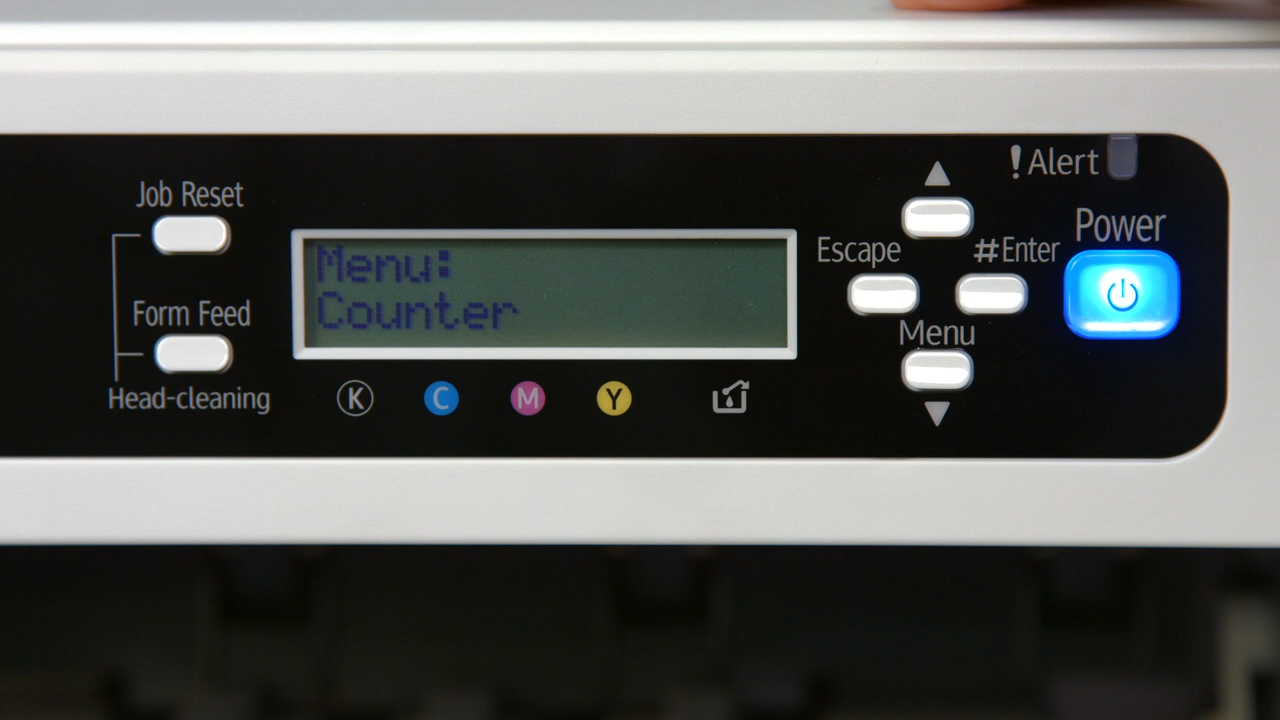 Job Reset
Form Feed
Head-cleaning
Menu:
Counter
K C M Y
!Alert
Power
Escape
#Enter
Menu